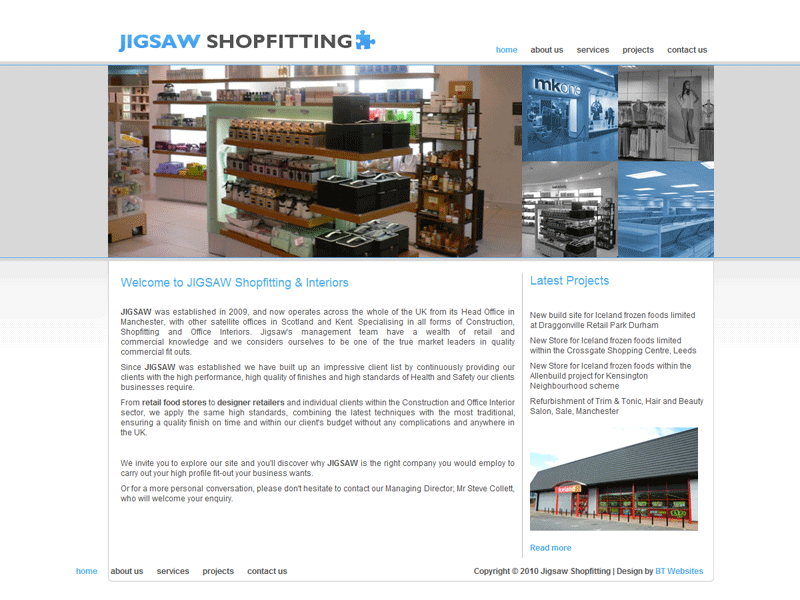 JIGSAW SHOPFITTING
home about us services projects contact us
mkone
Welcome to JIGSAW Shopfitting & Interiors
JIGSAW was established in 2009, and now operates across the whole of the UK from its Head Office in
Manchester, with other satellite offices in Scotland and Kent. Specialising in all forms of Construction,
Shopfitting and Office Interiors. Jigsaw's management team have a wealth of retail and
commercial knowledge and we considers ourselves to be one of the true market leaders in quality
commercial fit outs.
Since JIGSAW was established we have built up an impressive client list by continuously providing our
clients with the high performance, high quality of finishes and high standards of Health and Safety our clients
businesses require.
From retail food stores to designer retailers and individual clients within the Construction and Office Interior
sector, we apply the same high standards, combining the latest techniques with the most traditional,
ensuring a quality finish on time and within our client's budget without any complications and anywhere in
the UK.
We invite you to explore our site and you'll discover why JIGSAW is the right company you would employ to
carry out your high profile fit-out your business wants.
Or for a more personal conversation, please don't hesitate to contact our Managing Director; Mr Steve Collett,
who will welcome your enquiry.
Latest Projects
New build site for Iceland frozen foods limited
at Draggonville Retail Park Durham
New Store for Iceland frozen foods limited
within the Crossgate Shopping Centre, Leeds
New Store for Iceland frozen foods within the
Allenbuild project for Kensington
Neighbourhood scheme
Refurbishment of Trim & Tonic, Hair and Beauty
Salon, Sale, Manchester
Iceland
Read more
home about us services projects contact us
Copyright © 2010 Jigsaw Shopfitting | Design by BT Websites